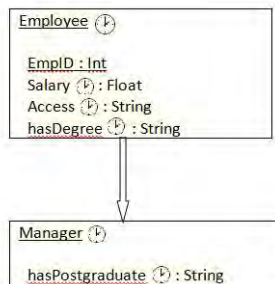 Employee
EmpID : Int
Salary : Float
Access : String
hasDegree : String
Manager
hasPostgraduate : String